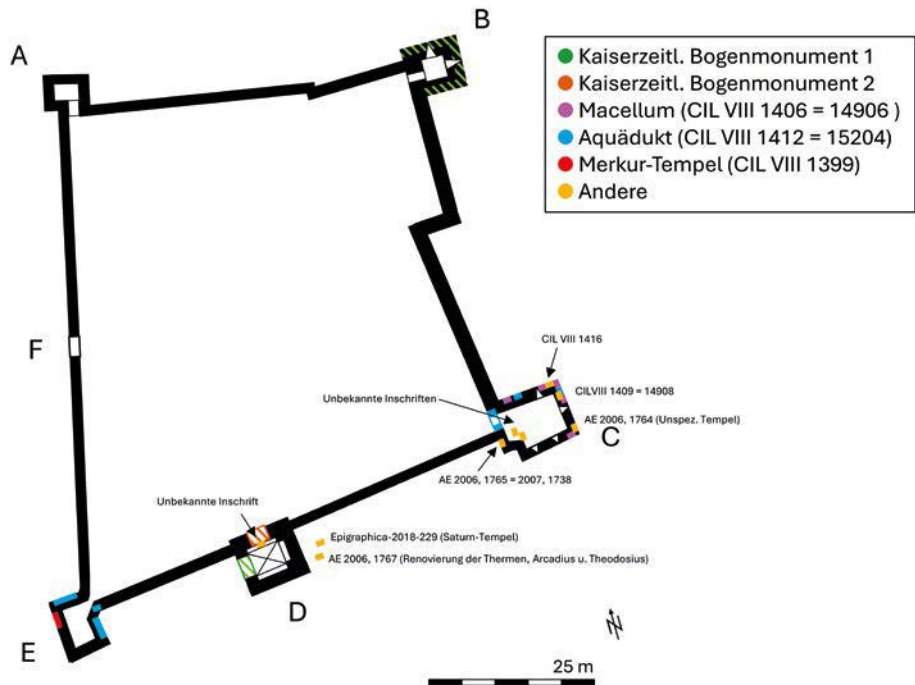 A
B
Kaiserzeitl. Bogenmonument 1
Kaiserzeitl. Bogenmonument 2
Macellum (CIL VIII 1406 = 14906 )
Aquädukt (CIL VIII 1412 = 15204)
Merkur-Tempel (CIL VIII 1399)
Andere
F
CIL VIII 1416
CILVIII 1409 = 14908
Unbekannte Inschriften
AE 2006, 1764 (Unspez. Tempel)
C
AE 2006, 1765 = 2007, 1738
Unbekannte Inschrift
Epigraphica-2018-229 (Saturn-Tempel)
AE 2006, 1767 (Renovierung der Thermen, Arcadius u. Theodosius)
D
E
N
25 m